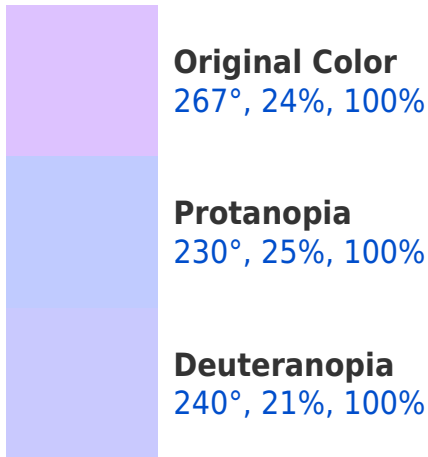 Original Color
267°, 24%, 100%
Protanopia
230°, 25%, 100%
Deuteranopia
240°, 21%, 100%